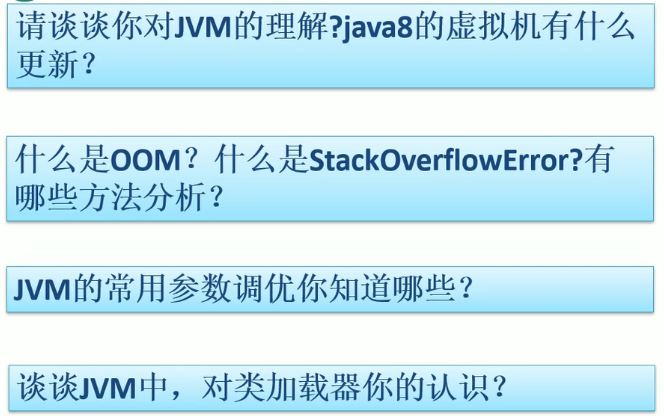 请谈谈你对JVM的理解?java8的虚拟机有什么
更新？
什么是OOM？什么是StackOverflowError?有
哪些方法分析？
JVM的常用参数调优你知道哪些？
谈谈JVM中，对类加载器你的认识？